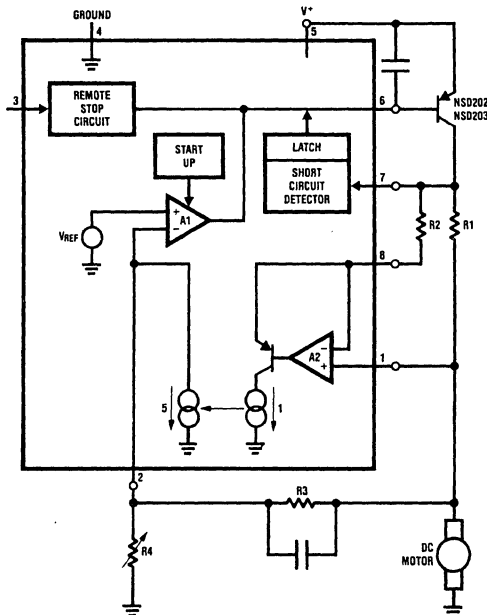 GROUND
4
V+
5
3
REMOTE
STOP
CIRCUIT
6
NSD202
NSD203
START
UP
LATCH
SHORT
CIRCUIT
DETECTOR
7
R2
R1
VREF
+
−
A1
8
A2
−
+
1
5
1
2
R3
R4
DC
MOTOR